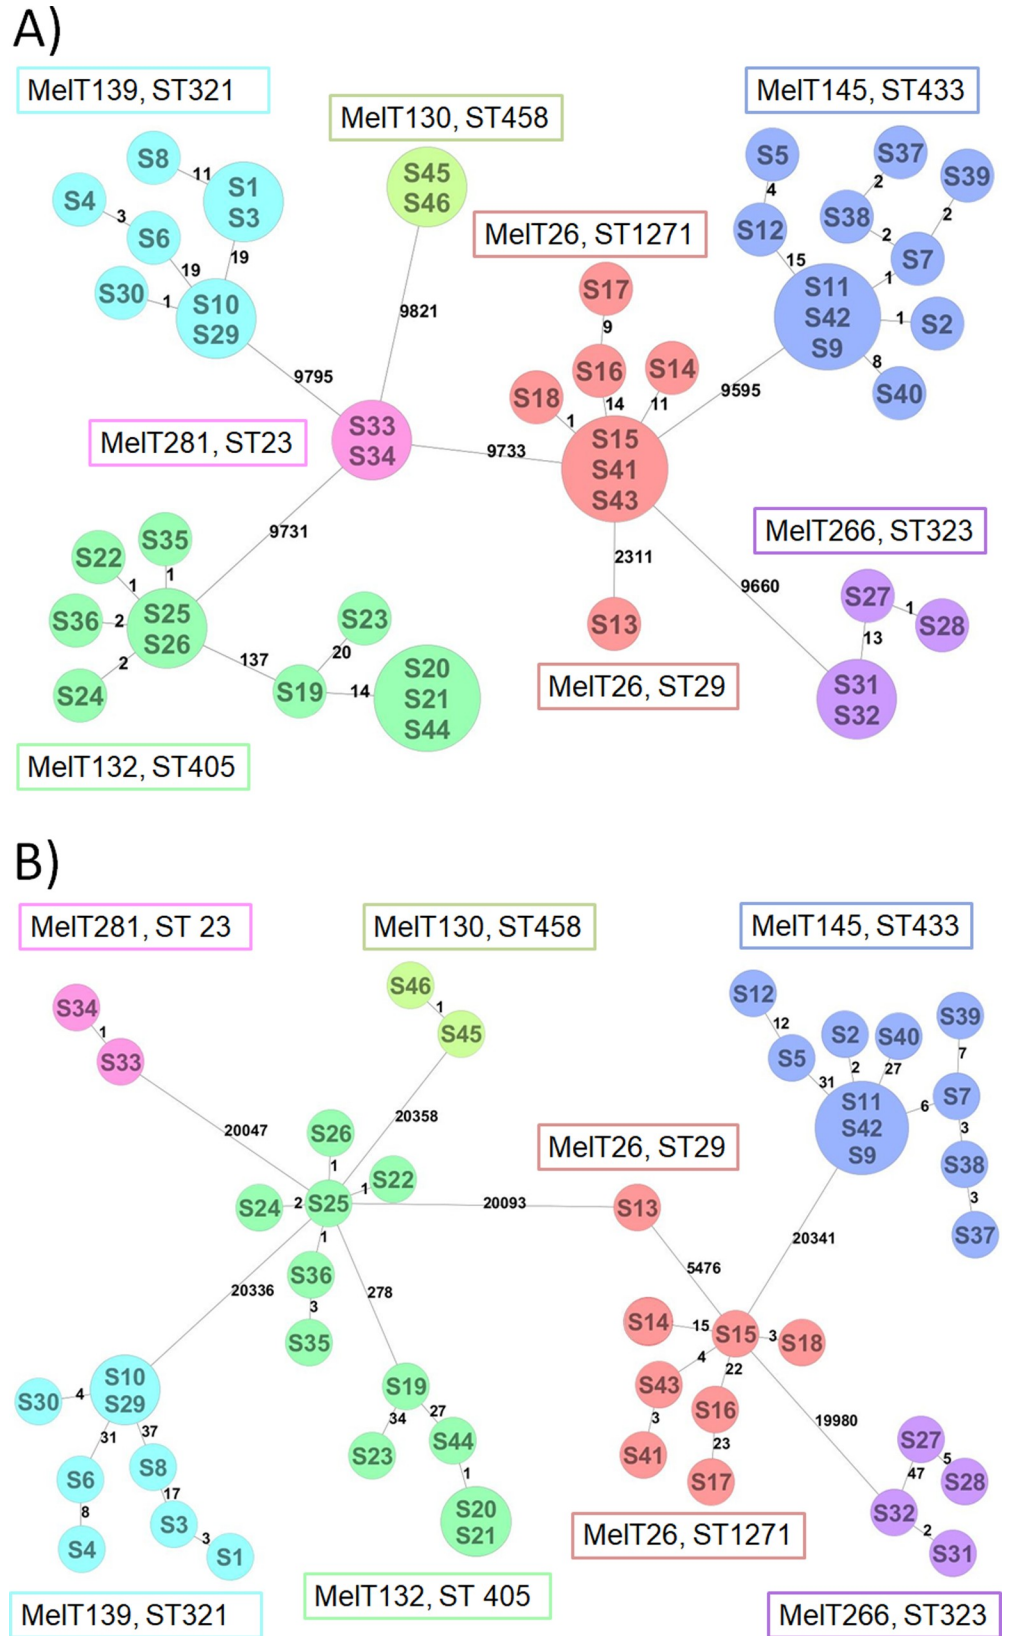 A)
MelT139, ST321
MelT145, ST433
MelT130, ST458
S8
11
S1
S3
S4
3
S6
19
19
S30
1
S10
S29
S45
S46
9821
9795
MelT26, ST1271
S17
9
S16
S14
S18
14
11
1
S15
S41
S43
S5
4
S12
15
S37
2
S38
2
S39
2
S7
1
S11
S42
S9
1
S2
8
S40
9595
MelT281, ST23
S33
S34
9733
9731
2311
9660
S13
MelT26, ST29
MelT266, ST323
S27
1
S28
13
S31
S32
S22
S35
1
1
S36
2
S25
S26
2
S24
137
S19
20
S23
14
S20
S21
S44
MelT132, ST405
B)
MelT281, ST 23
MelT130, ST458
MelT145, ST433
S34
1
S33
S46
1
S45
20047
20358
S12
12
S5
31
S2
2
S40
27
S39
7
S7
6
3
S38
3
S37
S11
S42
S9
MelT26, ST29
S26
1
S22
1
S24
2
S25
1
S36
3
S35
20093
S13
20341
5476
20336
278
S14
15
S15
3
S18
4
22
S43
3
S41
S16
23
S17
19980
S10
S29
S30
4
31
37
S6
8
S4
S8
17
S3
3
S1
S19
34
27
S23
S44
1
S20
S21
S27
5
S28
47
S32
2
S31
MelT26, ST1271
MelT132, ST 405
MelT139, ST321
MelT266, ST323